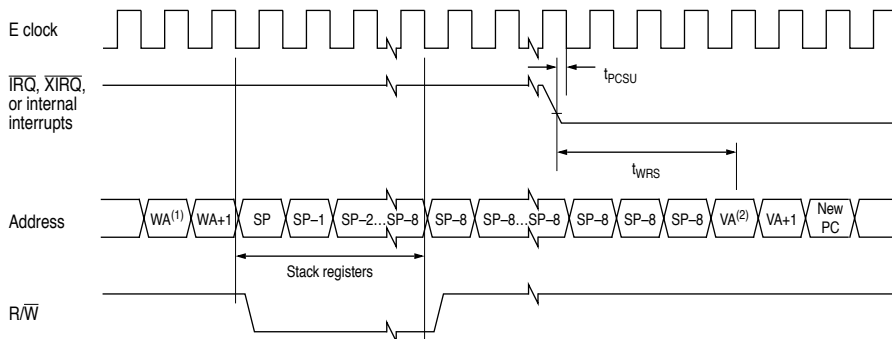 E clock
IRQ, XIRQ,
or internal
interrupts
tPCSU
tWRS
Address
WA(1) WA+1 SP SP–1 SP–2...SP–8 SP–8 SP–8...SP–8 SP–8 SP–8 SP–8 VA(2) VA+1 New
PC
Stack registers
R/W